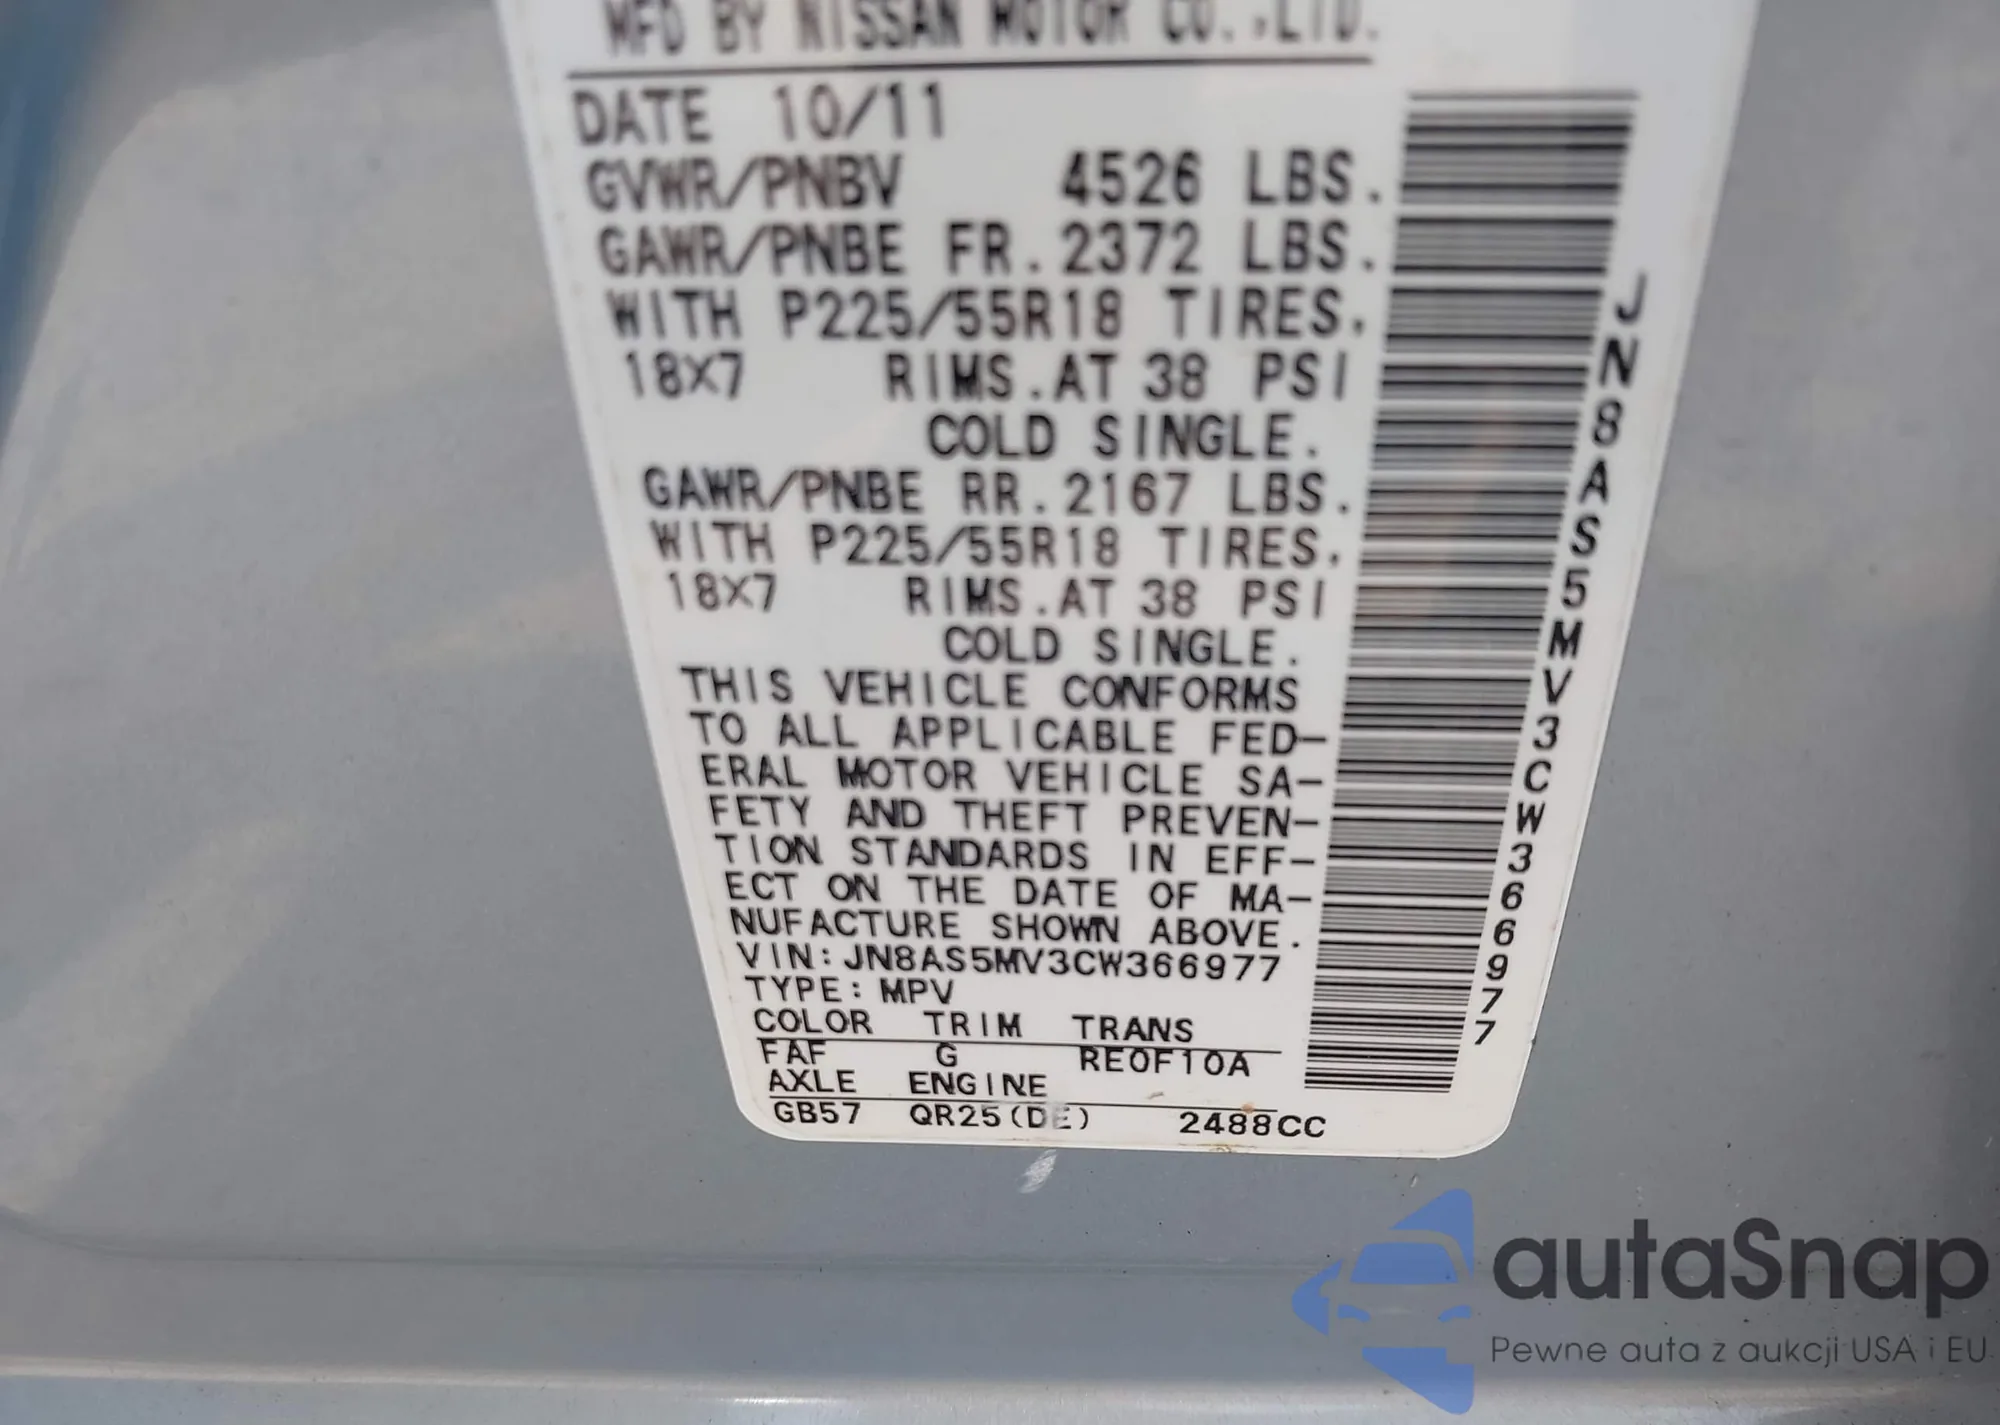 MFD BY NISSAN MOTOR CO.,LTD.
DATE 10/11
GVWR/PNBV 4526 LBS.
GAWR/PNBE FR.2372 LBS.
WITH P225/55R18 TIRES,
18X7 RIMS.AT 38 PSI
COLD SINGLE.
GAWR/PNBE RR.2167 LBS.
WITH P225/55R18 TIRES,
18X7 RIMS.AT 38 PSI
COLD SINGLE.
THIS VEHICLE CONFORMS
TO ALL APPLICABLE FED-
ERAL MOTOR VEHICLE SA-
FETY AND THEFT PREVEN-
TION STANDARDS IN EFF-
ECT ON THE DATE OF MA-
NUFACTURE SHOWN ABOVE.
VIN:JN8AS5MV3CW366977
TYPE:MPV
COLOR TRIM TRANS
FAF G RE0F10A
AXLE ENGINE
GB57 QR25(DE) 2488CC
JN8AS5MV3CW366977
autaSnap
Pewne auta z aukcji USA i EU